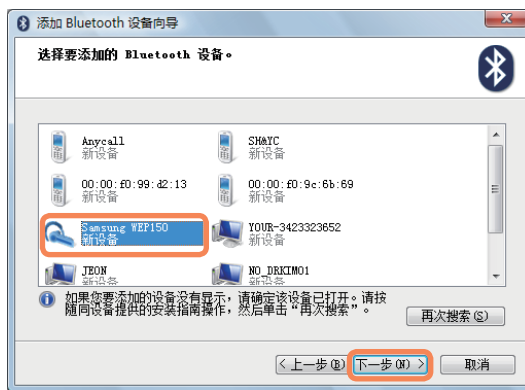 添加 Bluetooth 设备向导
选择要添加的 Bluetooth 设备。
Anycall
新设备
SH&YC
新设备
00:00:f0:99:d2:13
新设备
00:00:f0:9c:6b:69
新设备
Samsung WEP150
新设备
YOUR-3423323652
新设备
JEON
新设备
NO_DRKIMO1
新设备
如果您要添加的设备没有显示，请确定该设备已打开。请按
随同设备提供的安装指南操作，然后单击“再次搜索”。
再次搜索(S)
< 上一步(B)
下一步(N) >
取消